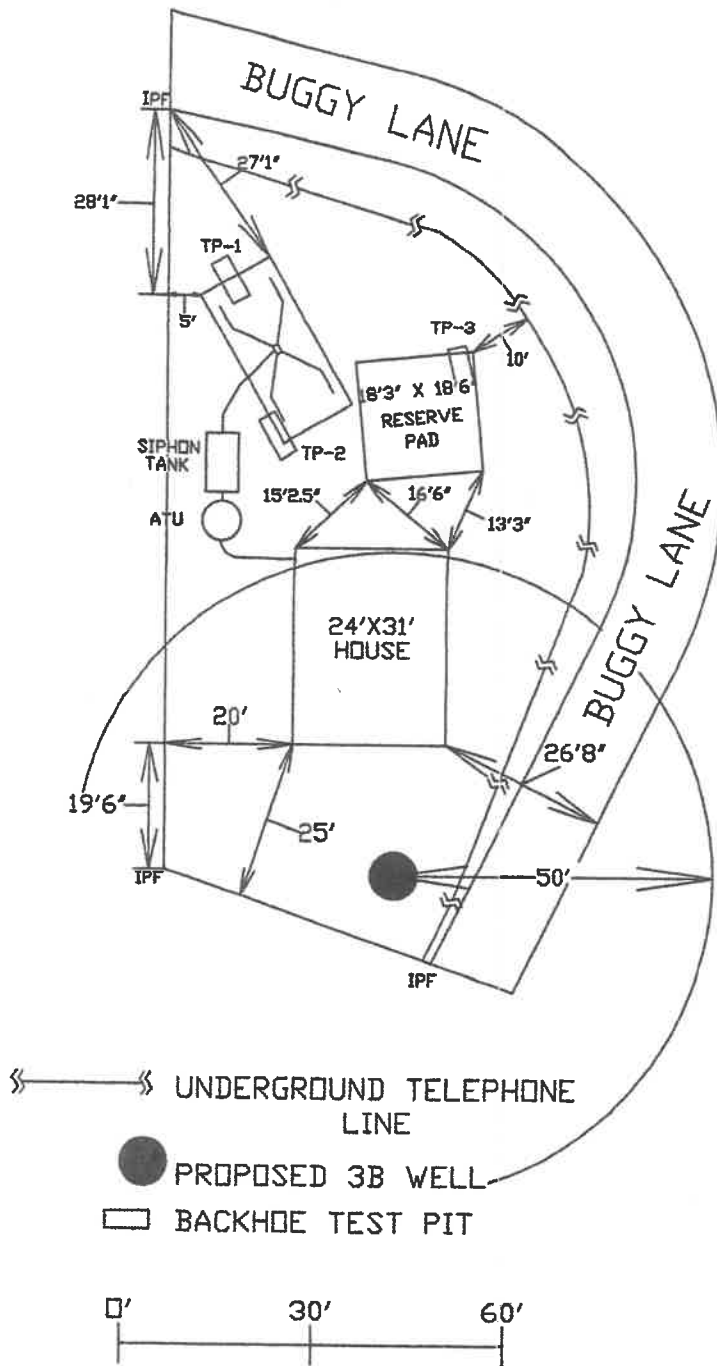 BUGGY LANE
IPF
27'1"
28'1"
TP-1
5'
TP-3
10'
18'3" X 18'6"
RESERVE
PAD
SIPHON
TANK
TP-2
15'2.5"
16'6"
13'3"
ATU
BUGGY LANE
24'X31'
HOUSE
20'
26'8"
19'6"
25'
IPF
50'
IPF
UNDERGROUND TELEPHONE
LINE
PROPOSED 3B WELL
BACKHOE TEST PIT
0'
30'
60'